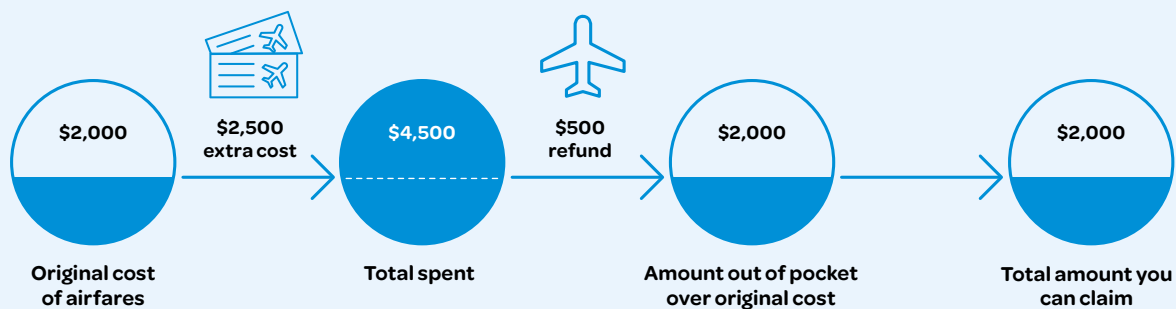 $2,000
$2,500
extra cost
$4,500
$500
refund
$2,000
$2,000
Original cost
of airfares
Total spent
Amount out of pocket
over original cost
Total amount you
can claim